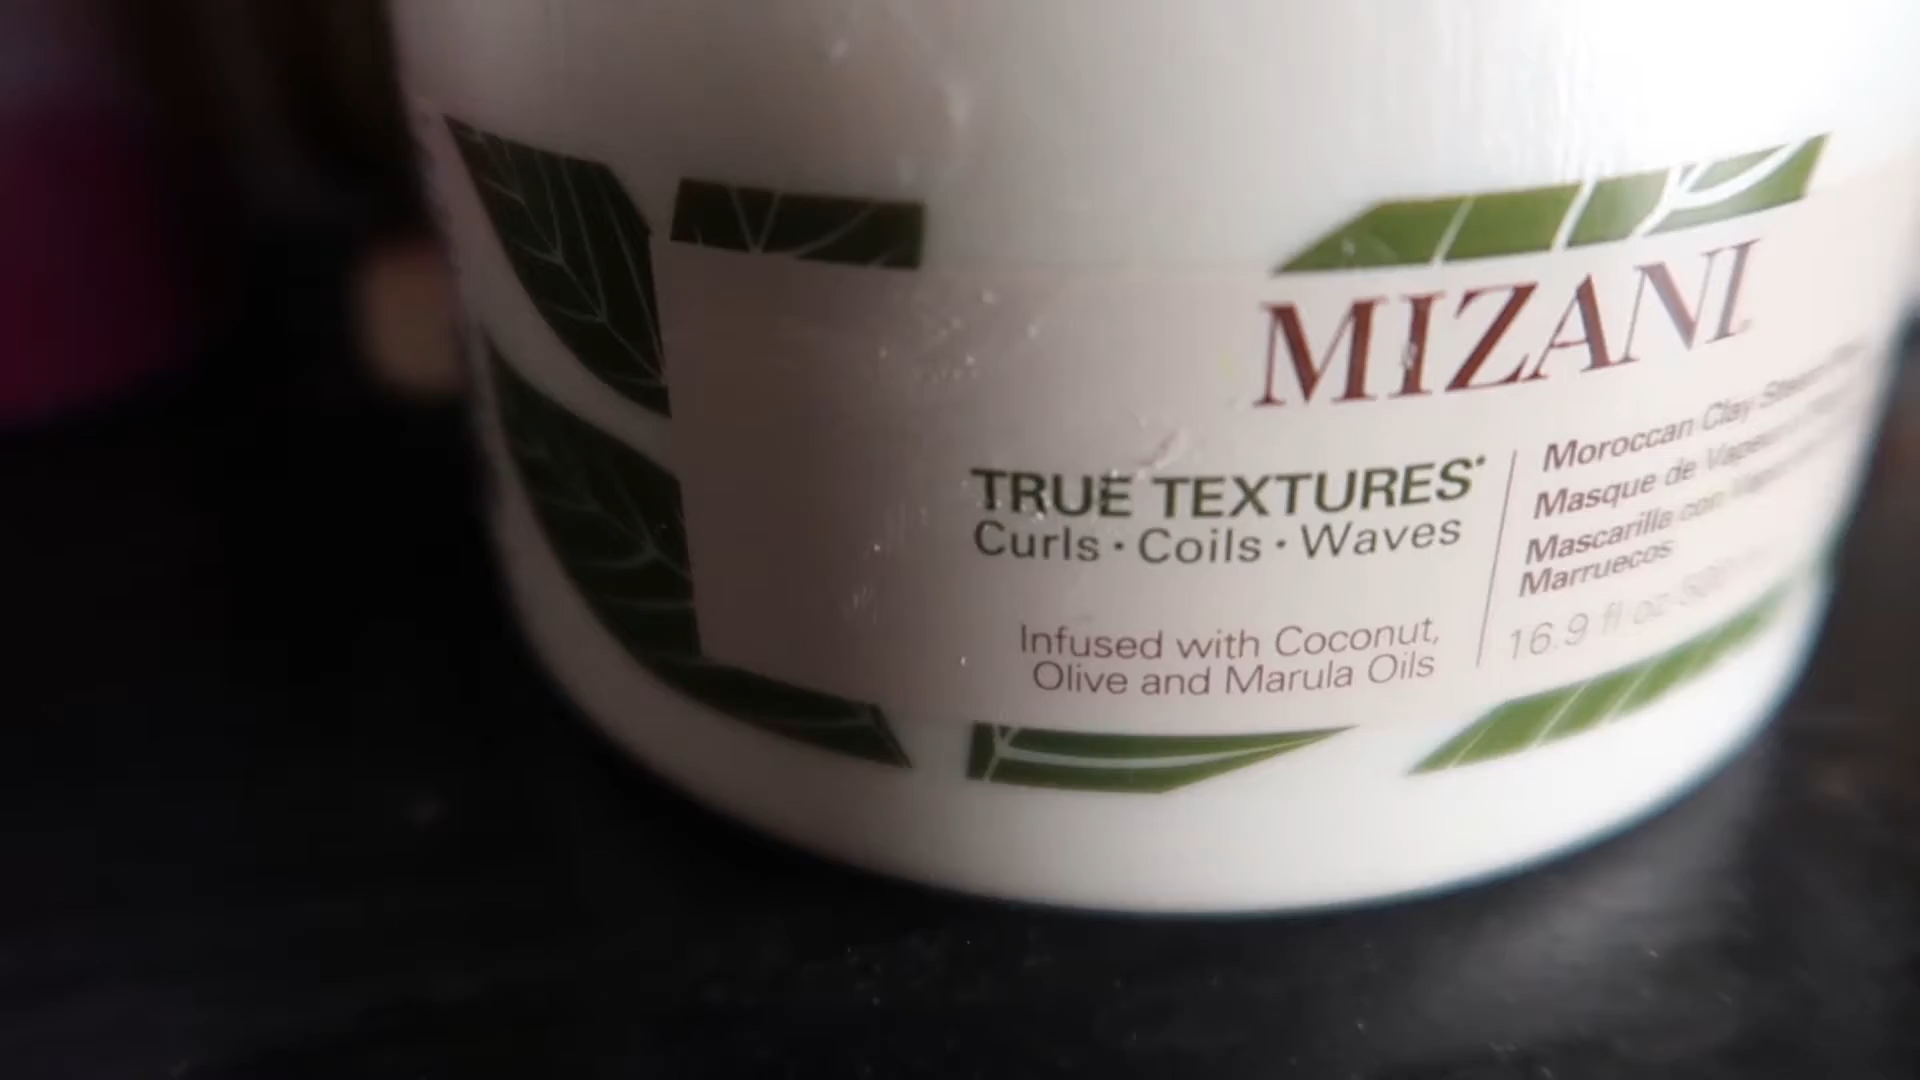 MIZANI
TRUE TEXTURES
Curls · Coils · Waves
Infused with Coconut,
Olive and Marula Oils
Moroccan Clay
Masque de
Mascarilla con
Marruecos
16.9 fl oz